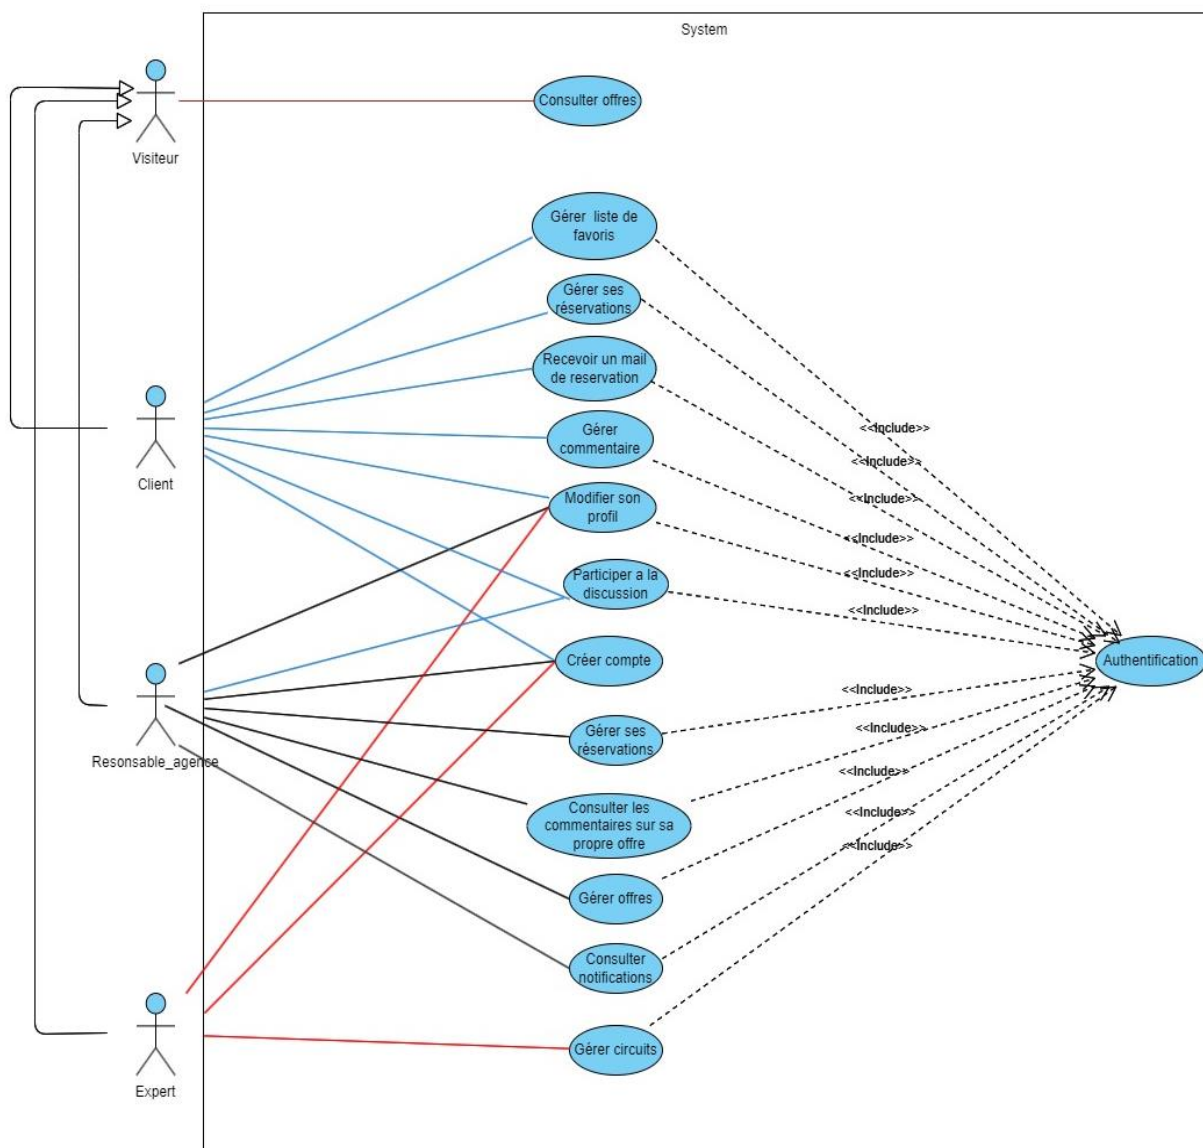 System
Visiteur
Consulter offres
Gérer liste de
favoris
Gérer ses
réservations
Recevoir un mail
de reservation
Client
Gérer
commentaire
<<Include>>
<<Include>>
<<Include>>
<<Include>>
<<Include>>
<<Include>>
Modifier son
profil
Participer a la
discussion
Créer compte
Authentification
Resonsable_agence
Gérer ses
réservations
<<Include>>
<<Include>>
<<Include>>
<<Include>>
<<Include>>
Consulter les
commentaires sur sa
propre offre
Gérer offres
Consulter
notifications
Gérer circuits
Expert